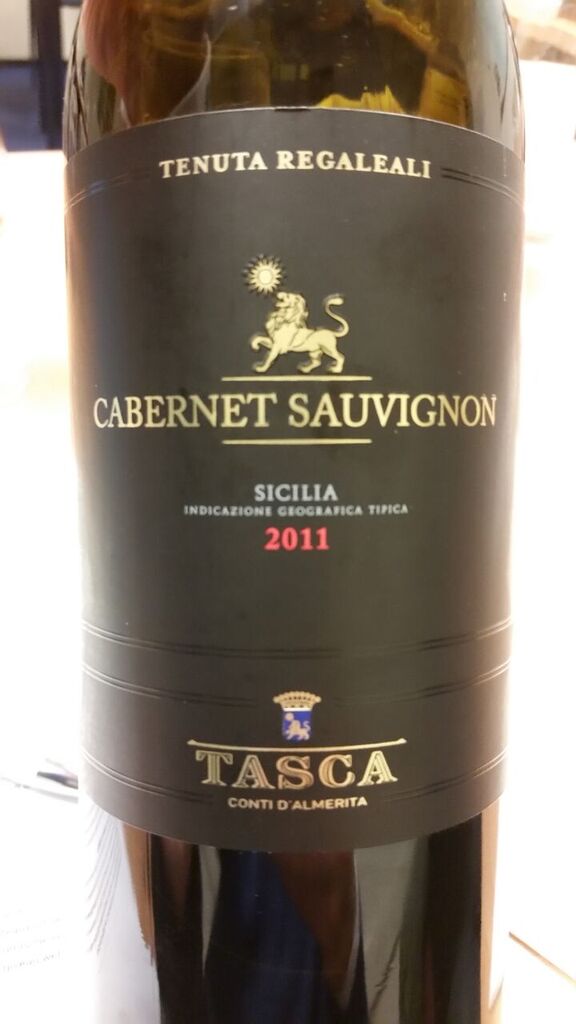 TENUTA REGALEALI
CABERNET SAUVIGNON
SICILIA
INDICAZIONE GEOGRAFICA TIPICA
2011
TASCA
CONTI D'ALMERITA